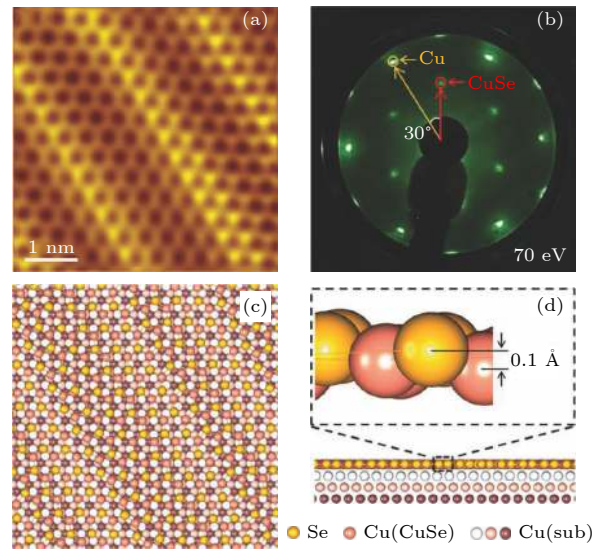 (a)
1 nm
(b)
Cu
CuSe
30°
70 eV
(c)
(d)
0.1 Å
Se Cu(CuSe) Cu(sub)